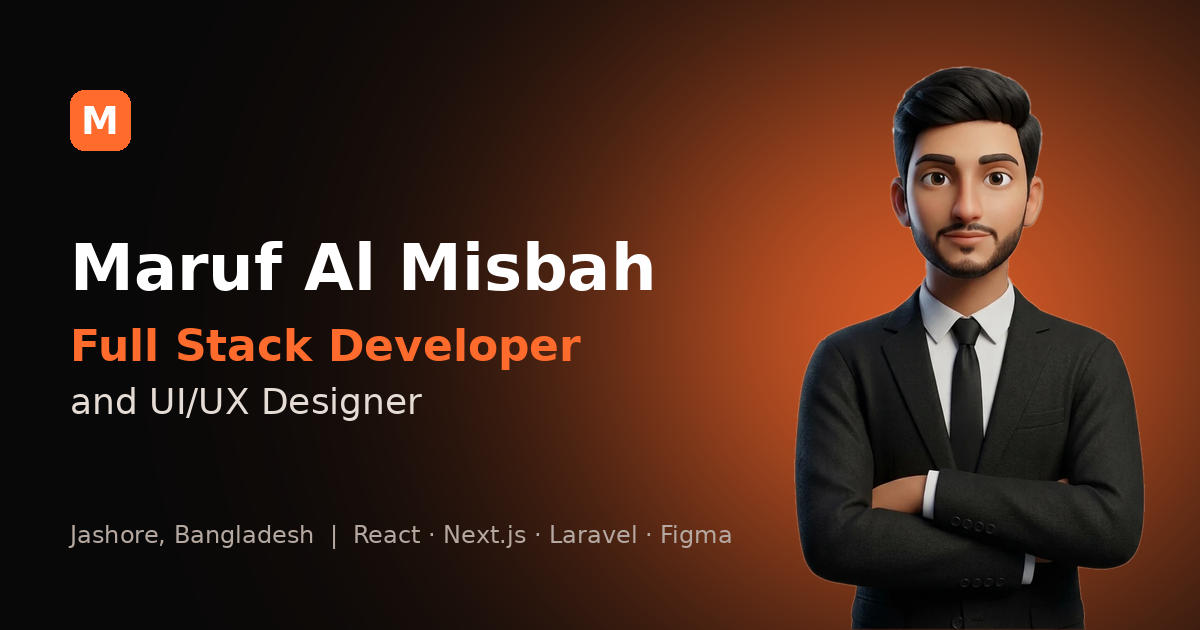 M
Maruf Al Misbah
Full Stack Developer
and UI/UX Designer
Jashore, Bangladesh | React · Next.js · Laravel · Figma